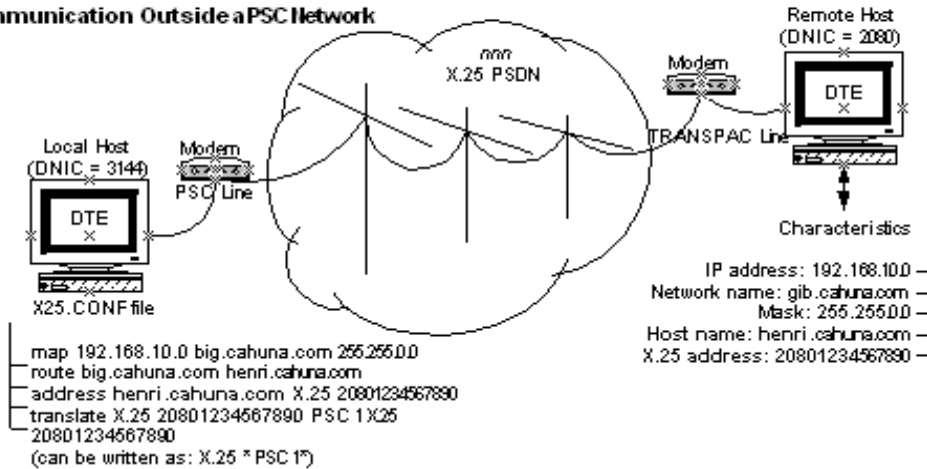 mmunication Outside a PSC Network
Remote Host
(DNIC = 2080)
nnn
X.25 PSDN
Modem
DTE
TRANSPAC Line
Local Host
(DNIC = 3144)
Modem
PSC Line
DTE
X25.CONF file
Characteristics
IP address: 192.168.10.0
Network name: gib.cahuna.com
Mask: 255.255.0.0
Host name: henri.cahuna.com
X.25 address: 20801234567890
map 192.168.10.0 big.cahuna.com 255.255.0.0
route big.cahuna.com henri.cahuna.com
address henri.cahuna.com X.25 20801234567890
translate X.25 20801234567890 PSC 1X25
20801234567890
(can be written as: X.25 * PSC 1*)